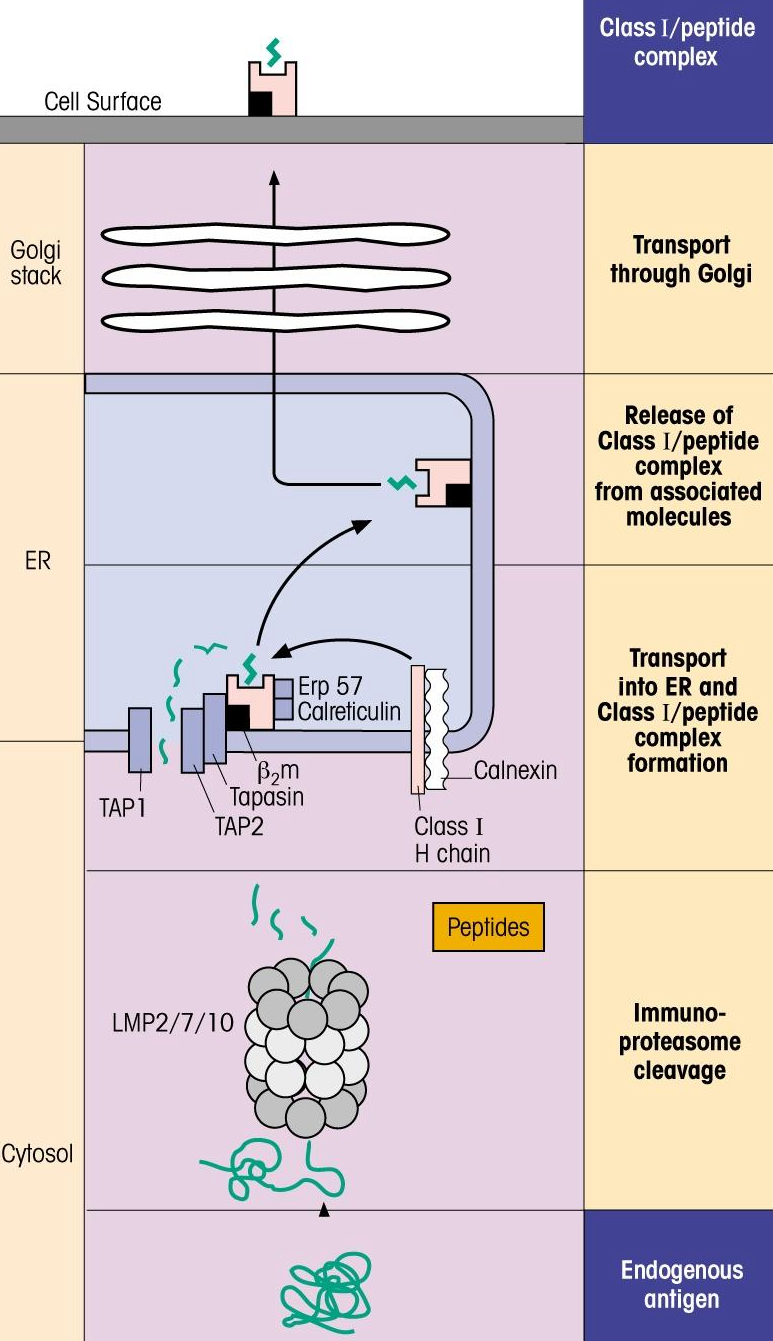 Class I/peptide
complex
Cell Surface
Golgi
stack
Transport
through Golgi
Release of
Class I/peptide
complex
from associated
molecules
ER
Transport
into ER and
Class I/peptide
complex
formation
Erp 57
Calreticulin
β₂m
Tapasin
TAP1
TAP2
Calnexin
Class I
H chain
Peptides
LMP2/7/10
Immuno-
proteasome
cleavage
Cytosol
Endogenous
antigen